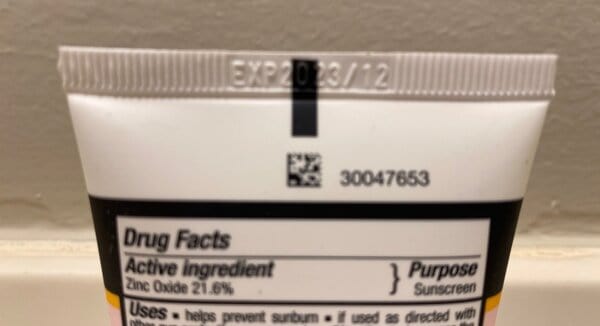 EXP2023/12
30047653
Drug Facts
Active ingredient } Purpose
Zinc Oxide 21.6% Sunscreen
Uses ▪ helps prevent sunburn ▪ if used as directed with
other